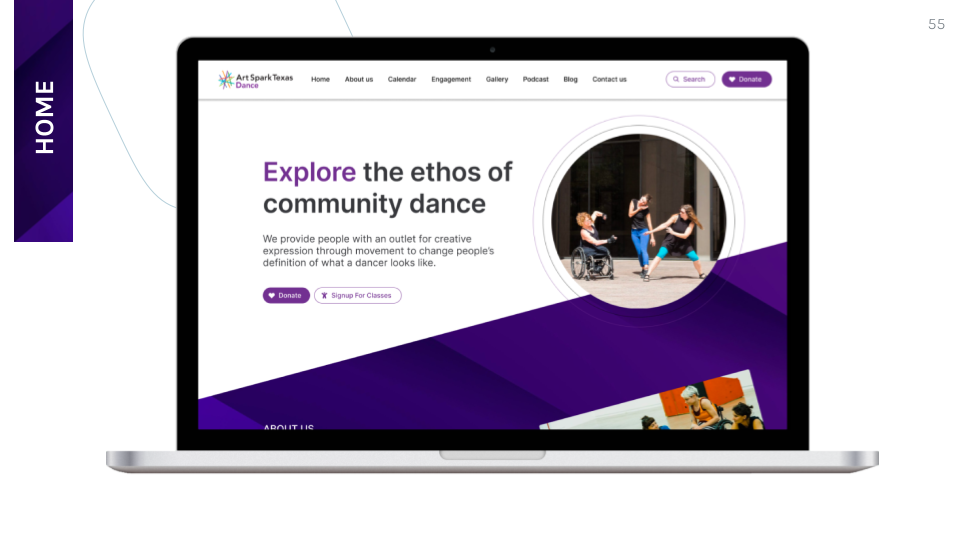 55
HOME
Art Spark Texas
Dance
Home About us Calendar Engagement Gallery Podcast Blog Contact us Search Donate
Explore the ethos of
community dance
We provide people with an outlet for creative
expression through movement to change people's
definition of what a dancer looks like.
Donate Signup For Classes
ABOUT US